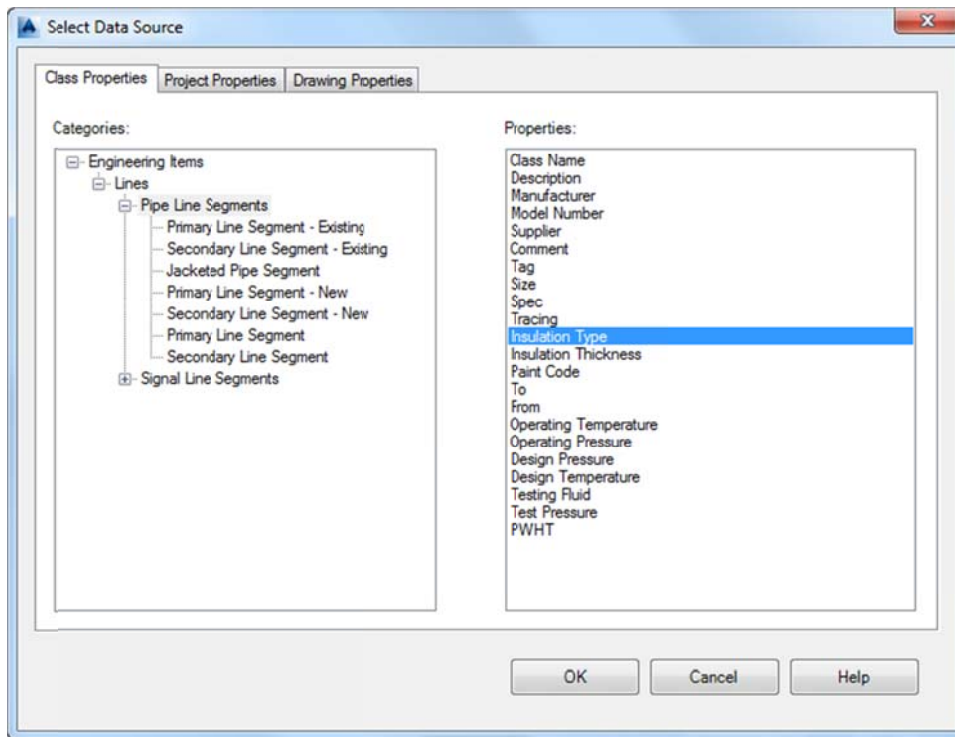 Select Data Source
Class Properties
Project Properties
Drawing Properties
Categories:
Engineering Items
Lines
Pipe Line Segments
Primary Line Segment - Existing
Secondary Line Segment - Existing
Jacketed Pipe Segment
Primary Line Segment - New
Secondary Line Segment - New
Primary Line Segment
Secondary Line Segment
Signal Line Segments
Properties:
Class Name
Description
Manufacturer
Model Number
Supplier
Comment
Tag
Size
Spec
Tracing
Insulation Type
Insulation Thickness
Paint Code
To
From
Operating Temperature
Operating Pressure
Design Pressure
Design Temperature
Testing Fluid
Test Pressure
PWHT
OK
Cancel
Help